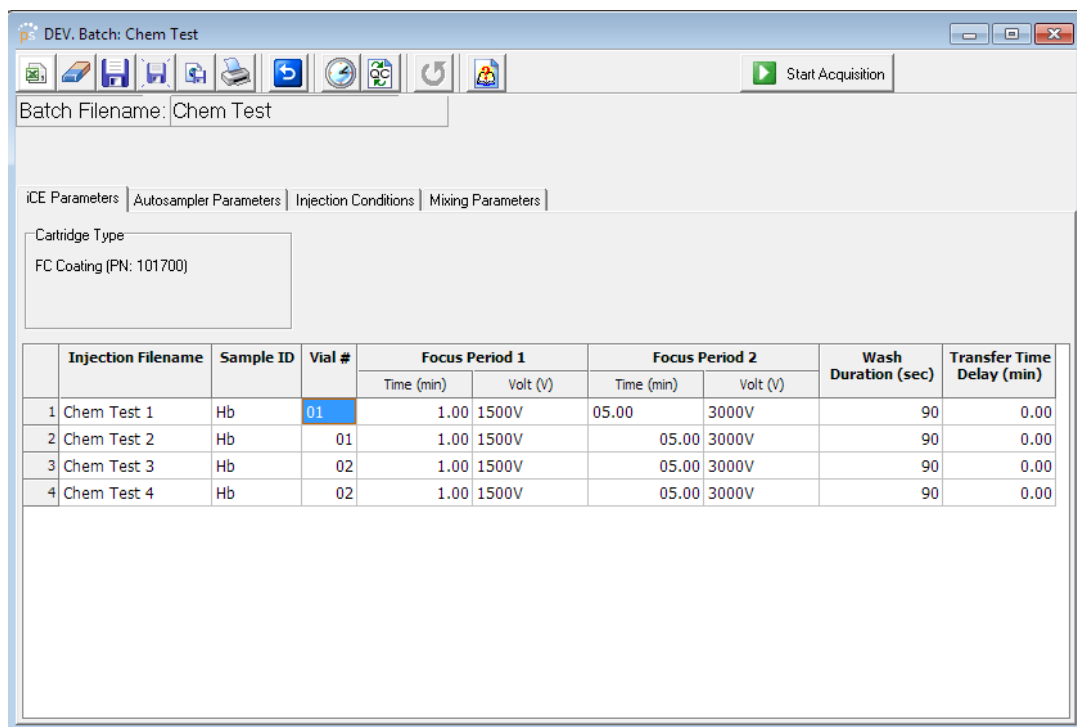 ps DEV. Batch: Chem Test
QC
Start Acquisition
Batch Filename: Chem Test
iCE Parameters Autosampler Parameters Injection Conditions Mixing Parameters
Cartridge Type
FC Coating (PN: 101700)
Injection Filename Sample ID Vial # Focus Period 1 Focus Period 2 Wash Duration (sec) Transfer Time Delay (min)
Time (min) Volt (V) Time (min) Volt (V)
1 Chem Test 1 Hb 01 1.00 1500V 05.00 3000V 90 0.00
2 Chem Test 2 Hb 01 1.00 1500V 05.00 3000V 90 0.00
3 Chem Test 3 Hb 02 1.00 1500V 05.00 3000V 90 0.00
4 Chem Test 4 Hb 02 1.00 1500V 05.00 3000V 90 0.00